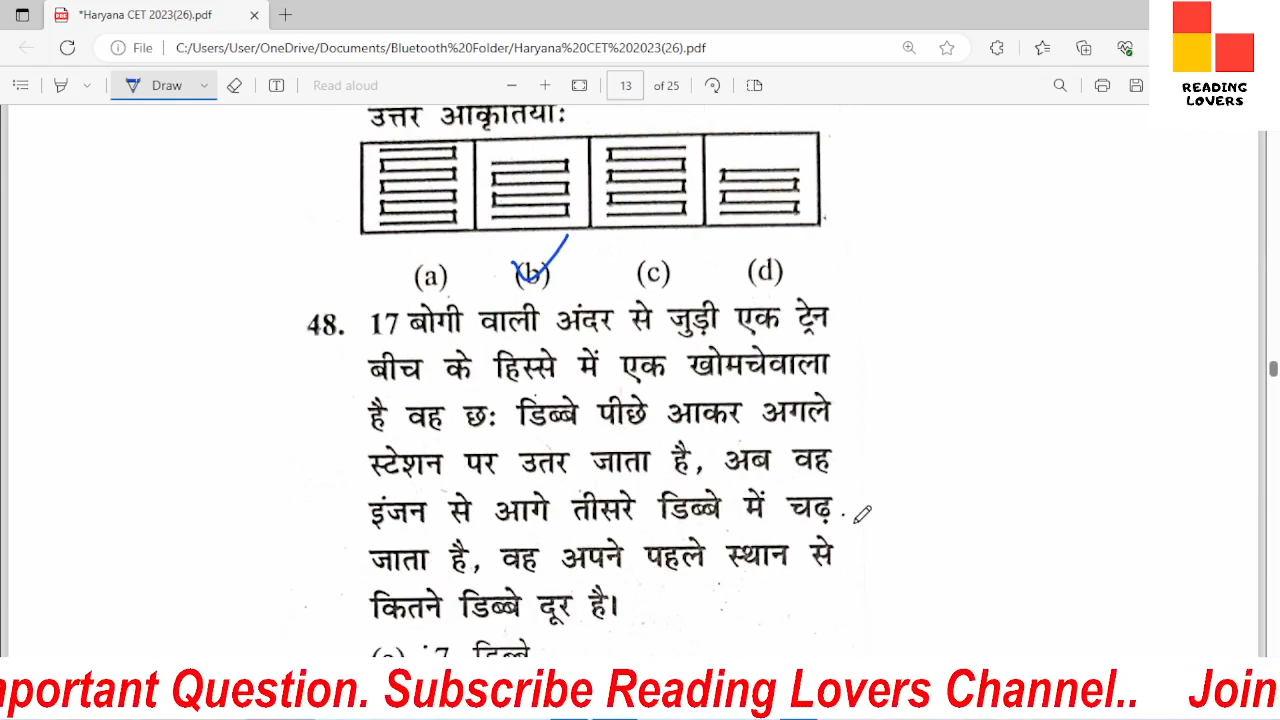 *Haryana CET 2023(26).pdf
File
C:/Users/User/OneDrive/Documents/Bluetooth%20Folder/Haryana%20CET%202023(26).pdf
Draw
Read aloud
13
of 25
READING
LOVERS
उत्तर आकृतियाः
(a) (b) (c) (d)
48. 17 बोगी वाली अंदर से जुड़ी एक ट्रेन
बीच के हिस्से में एक खोमचेवाला
है वह छः डिब्बे पीछे आकर अगले
स्टेशन पर उतर जाता है, अब वह
इंजन से आगे तीसरे डिब्बे में चढ़
जाता है, वह अपने पहले स्थान से
कितने डिब्बे दूर है।
(a) 7 डिब्बे
mportant Question. Subscribe Reading Lovers Channel.. Join